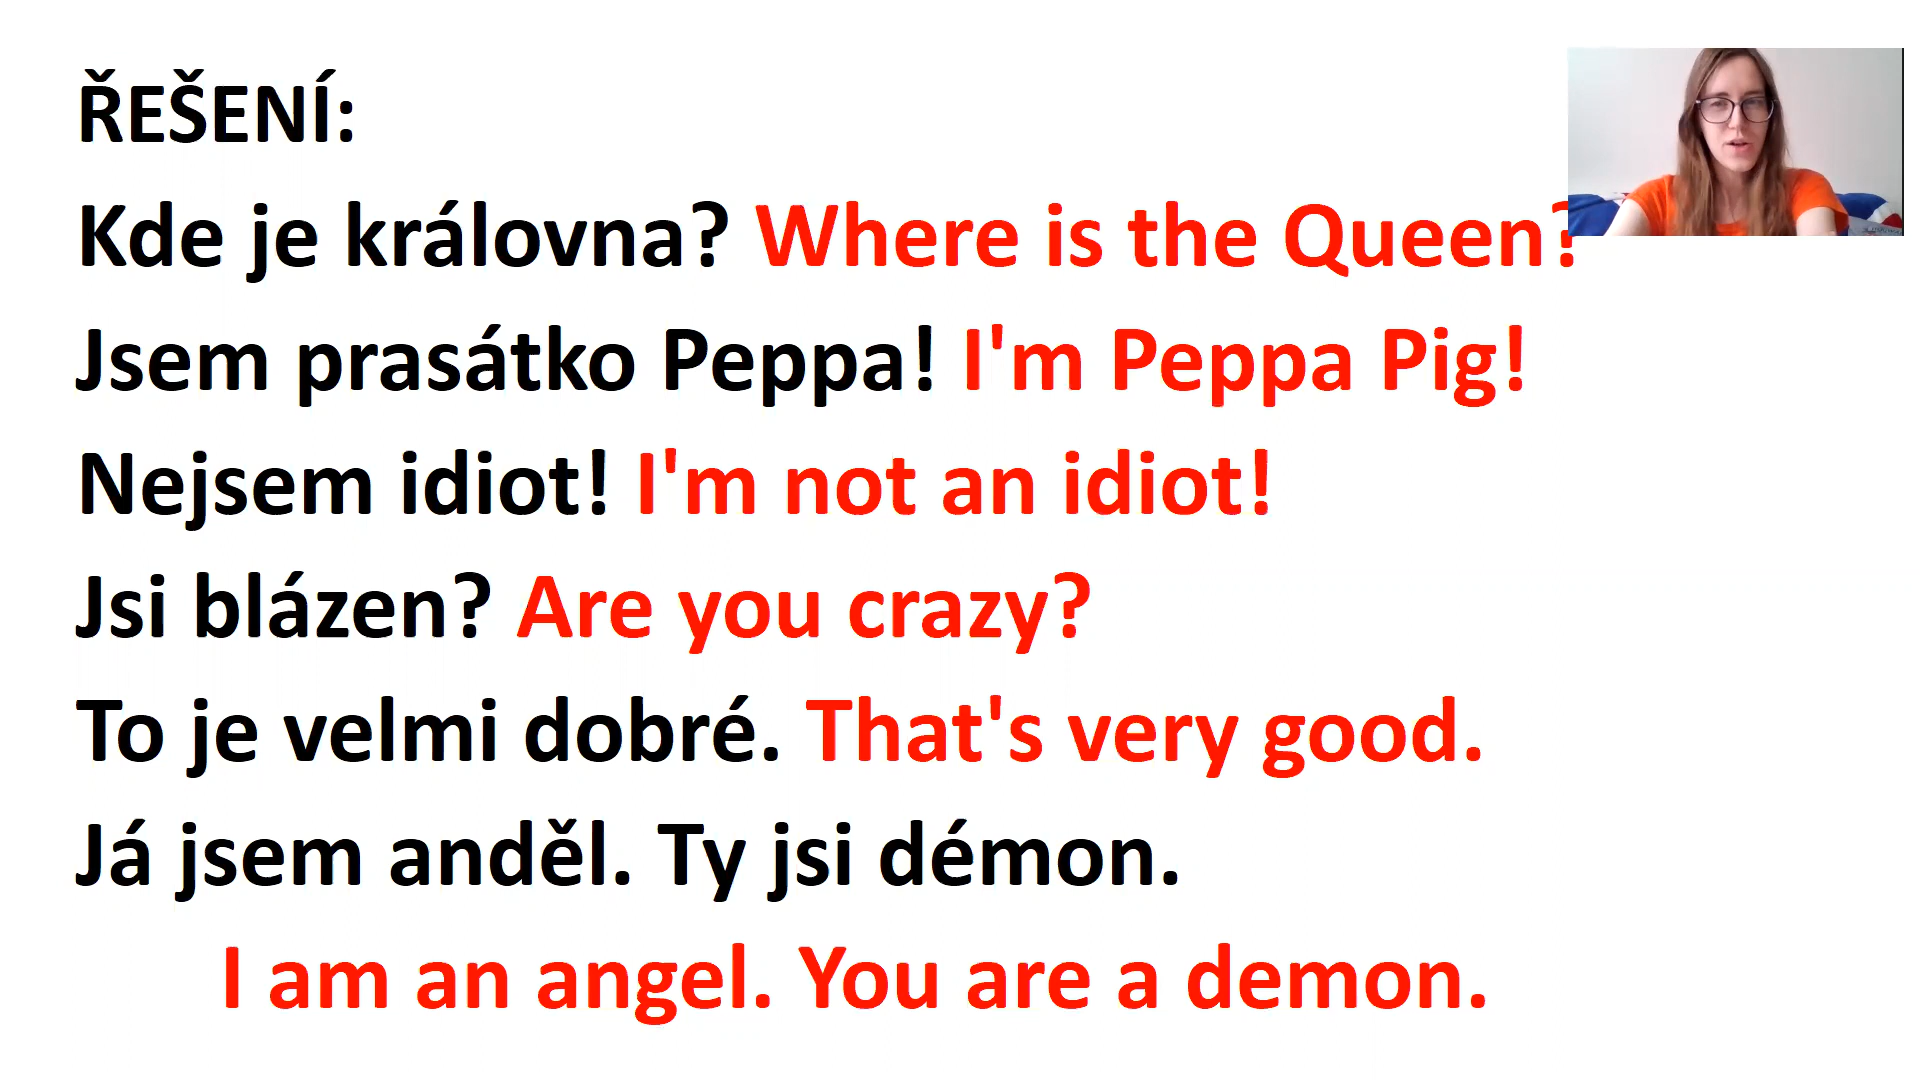 ŘEŠENÍ:
Kde je královna? Where is the Queen?
Jsem prasátko Peppa! I'm Peppa Pig!
Nejsem idiot! I'm not an idiot!
Jsi blázen? Are you crazy?
To je velmi dobré. That's very good.
Já jsem anděl. Ty jsi démon.
I am an angel. You are a demon.